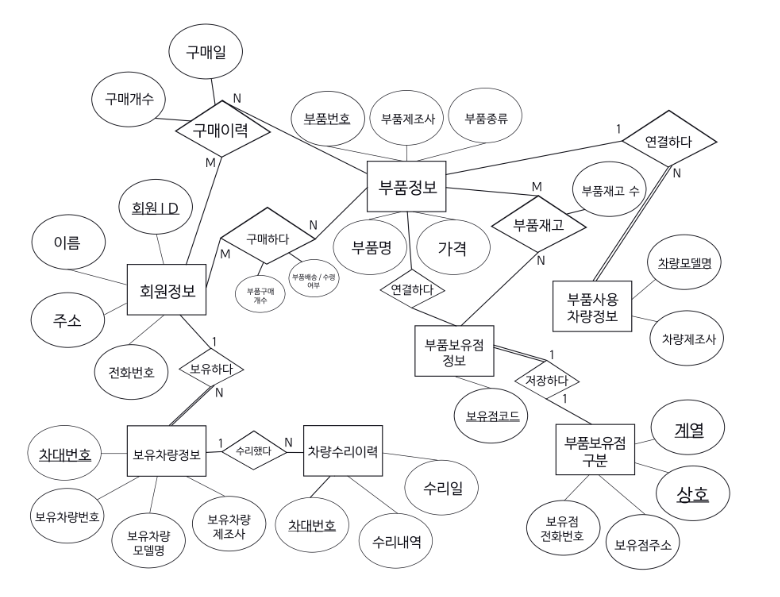 구매일
구매개수
N
구매이력
M
부품번호
부품제조사
부품종류
1
연결하다
N
부품정보
M
부품재고 수
부품재고
N
회원ID
이름
구매하다
N
M
부품명
가격
부품배송 / 수령
여부
부품구매
개수
연결하다
차량모델명
회원정보
부품사용
차량정보
주소
차량제조사
전화번호
1
보유하다
N
부품보유점
정보
1
저장하다
1
보유점코드
계열
차대번호
보유차량정보
1
수리했다
N
차량수리이력
부품보유점
구분
수리일
상호
보유차량번호
보유차량
모델명
보유차량
제조사
차대번호
수리내역
보유점
전화번호
보유점주소